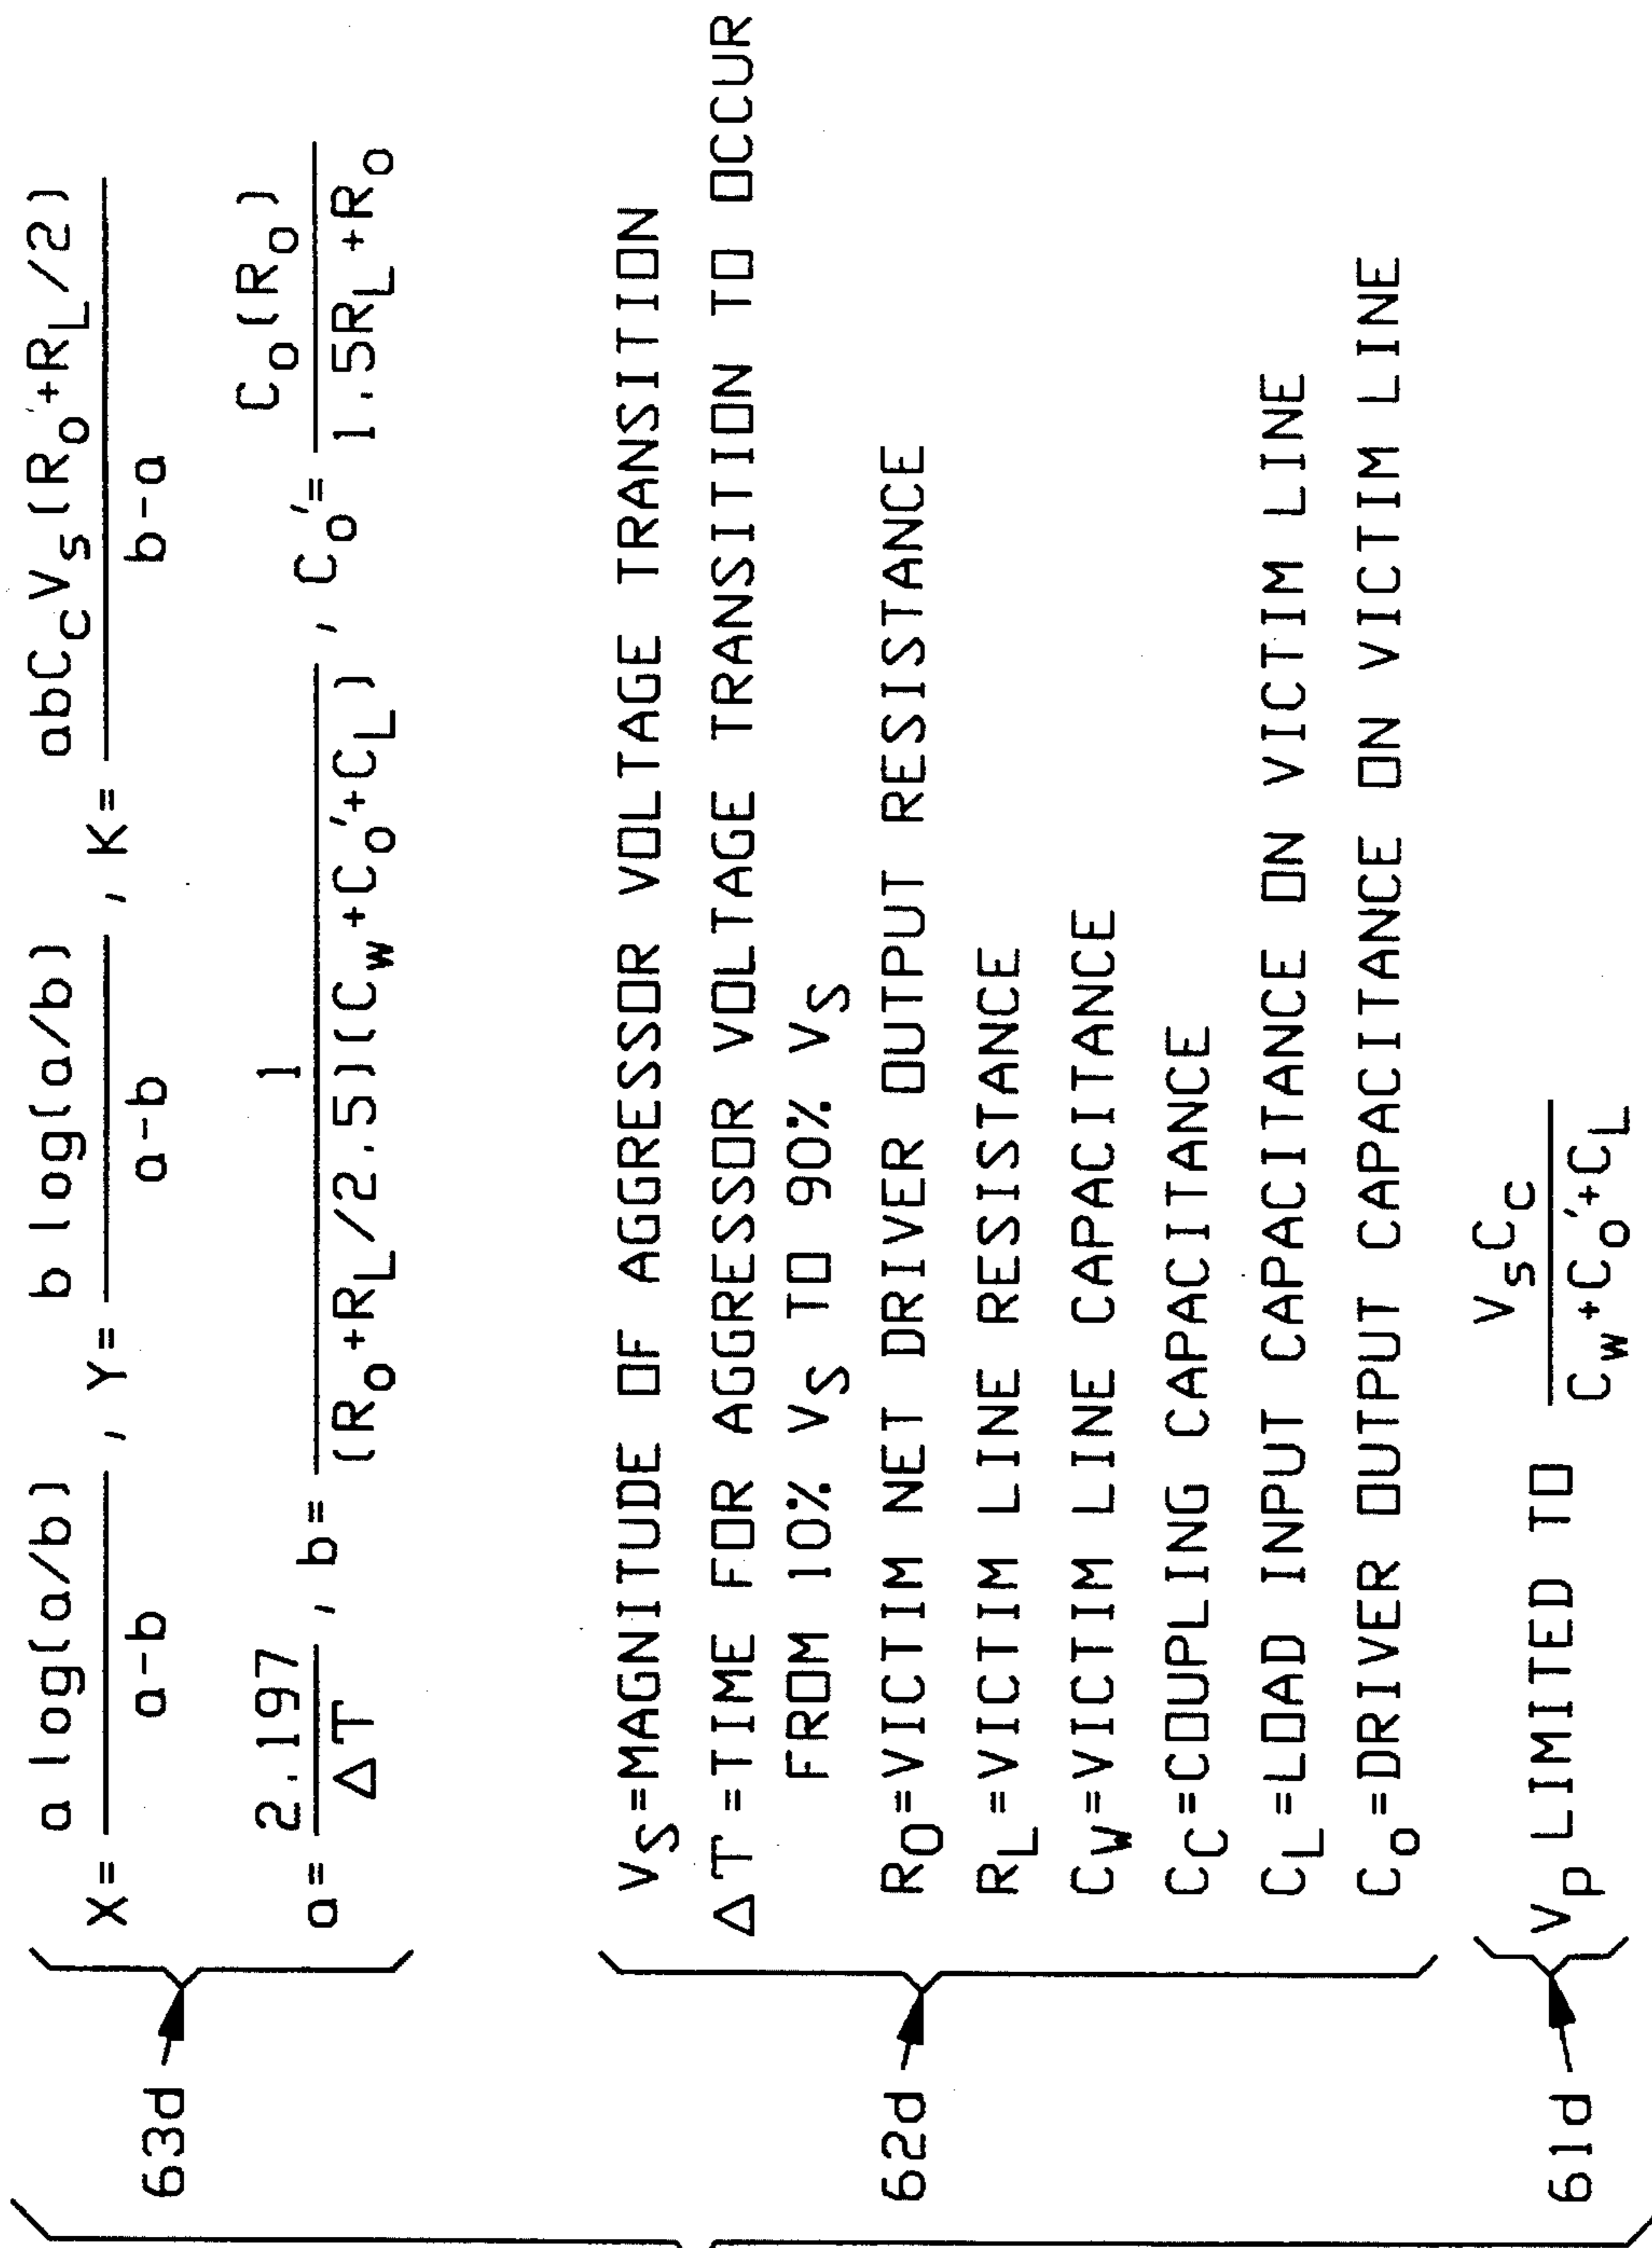 63d
X = a log(a/b) / a-b , Y = b log(a/b) / a-b , K = abC_c V_s (R_o'+R_L/2) / b-a
a = 2.197 / ΔT , b = 1 / (R_o+R_L/2.5)(C_w+C_o'+C_L) , C_o' = C_o(R_o) / 1.5R_L+R_o
62d
V_S=MAGNITUDE OF AGGRESSOR VOLTAGE TRANSITION
ΔT=TIME FOR AGGRESSOR VOLTAGE TRANSITION TO OCCUR
FROM 10% V_S TO 90% V_S
R_O=VICTIM NET DRIVER OUTPUT RESISTANCE
R_L=VICTIM LINE RESISTANCE
C_W=VICTIM LINE CAPACITANCE
C_C=COUPLING CAPACITANCE
C_L=LOAD INPUT CAPACITANCE ON VICTIM LINE
C_o=DRIVER OUTPUT CAPACITANCE ON VICTIM LINE
61d
V_p LIMITED TO V_s C_c / C_w+C_o'+C_L